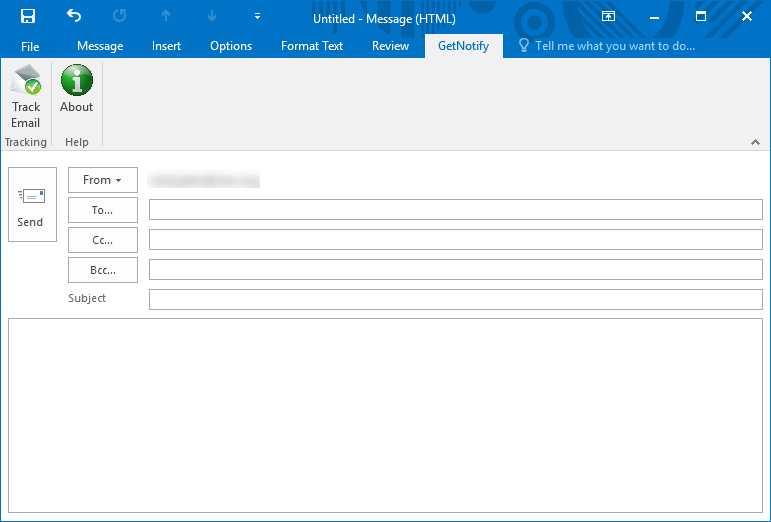 Untitled - Message (HTML)
File Message Insert Options Format Text Review GetNotify Tell me what you want to do...
Track Email
About
Tracking Help
From
Send
To...
Cc...
Bcc...
Subject